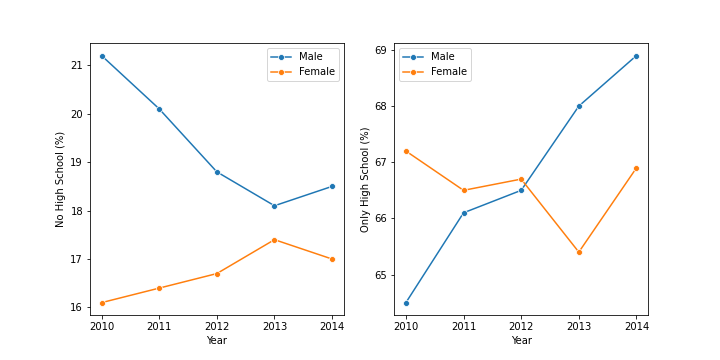 No High School (%)
21
20
19
18
17
16
2010 2011 2012 2013 2014
Year
Male
Female
Only High School (%)
69
68
67
66
65
2010 2011 2012 2013 2014
Year
Male
Female